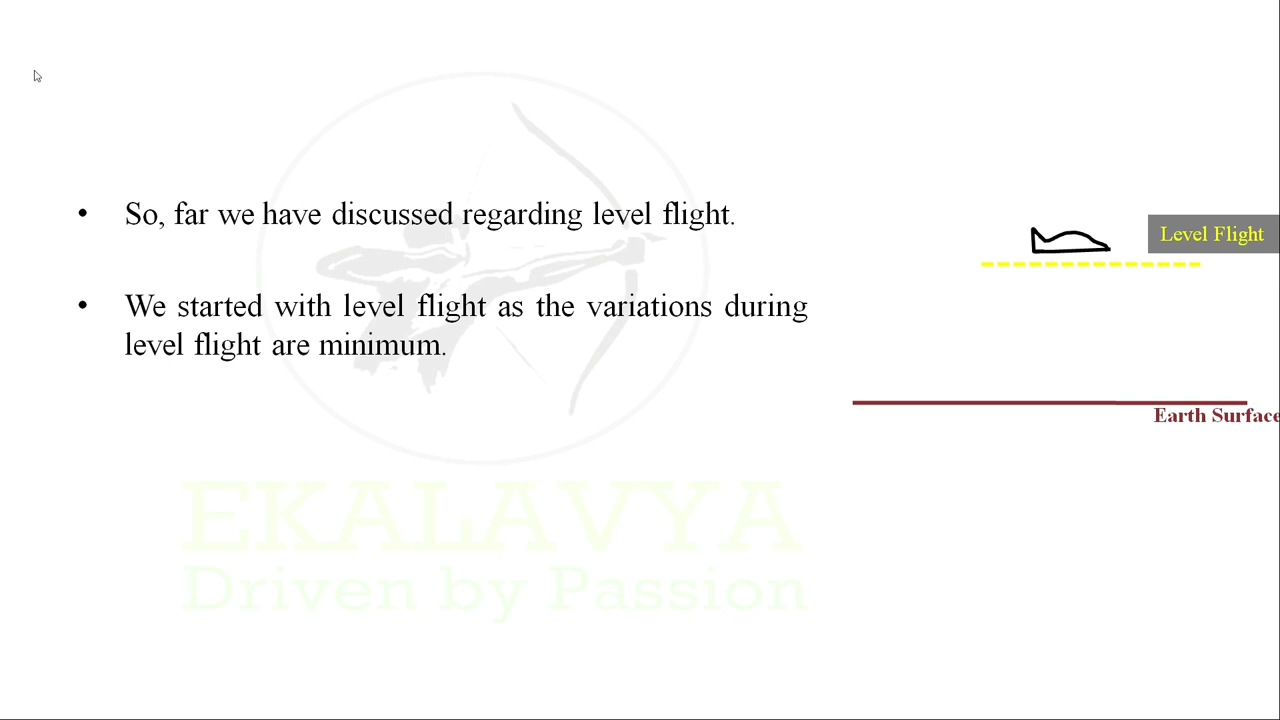 • So, far we have discussed regarding level flight.
Level Flight
• We started with level flight as the variations during
level flight are minimum.
Earth Surface
EKALAVYA
Driven by Passion